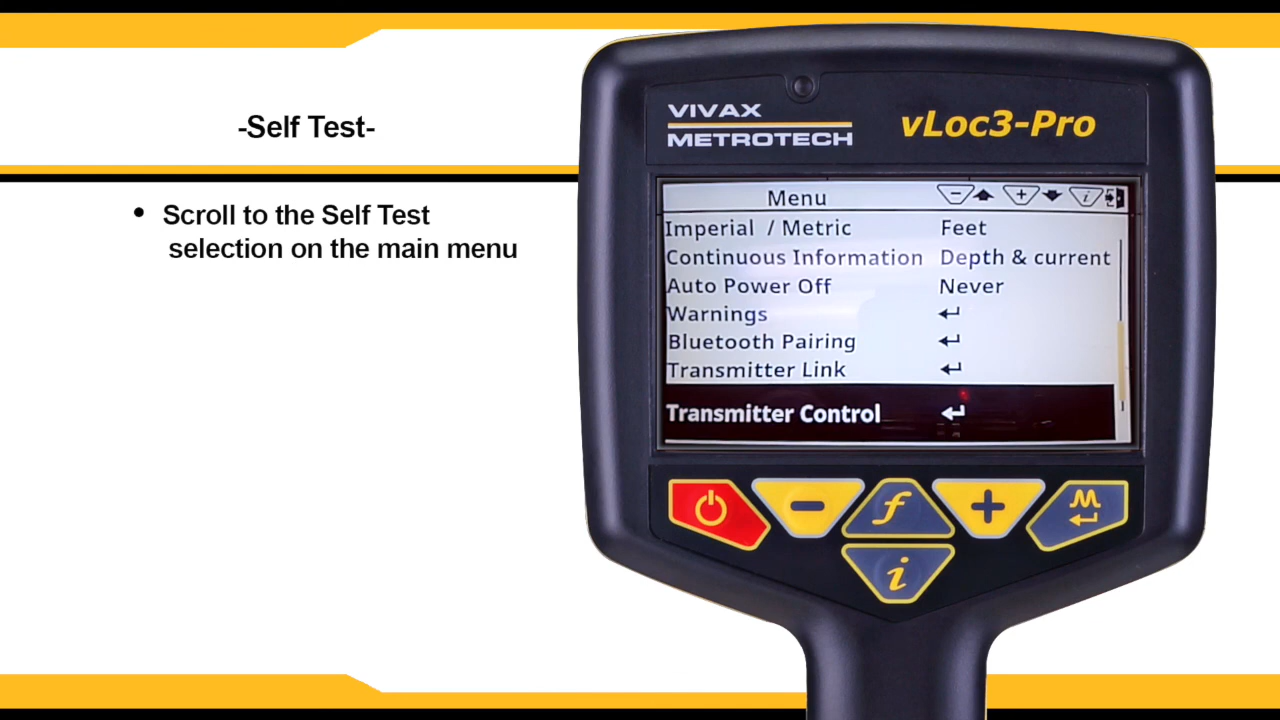 -Self Test-
• Scroll to the Self Test
selection on the main menu
VIVAX
METROTECH
vLoc3-Pro
Menu − + i
Imperial / Metric Feet
Continuous Information Depth & current
Auto Power Off Never
Warnings
Bluetooth Pairing
Transmitter Link
Transmitter Control
− f + M
i